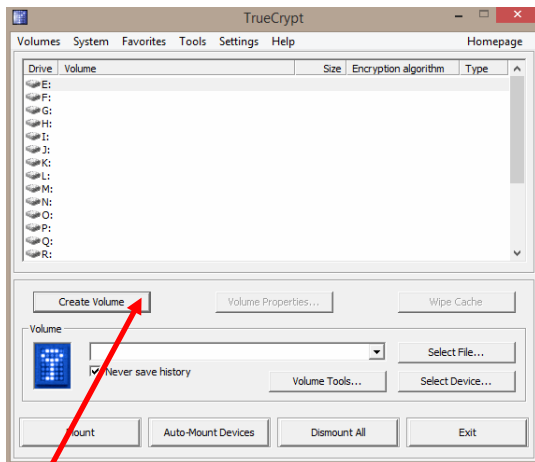 TrueCrypt
Volumes System Favorites Tools Settings Help Homepage
Drive Volume Size Encryption algorithm Type
E:
F:
G:
H:
I:
J:
K:
L:
M:
N:
O:
P:
Q:
R:
Create Volume Volume Properties... Wipe Cache
Volume
Select File...
Never save history
Volume Tools... Select Device...
Mount Auto-Mount Devices Dismount All Exit